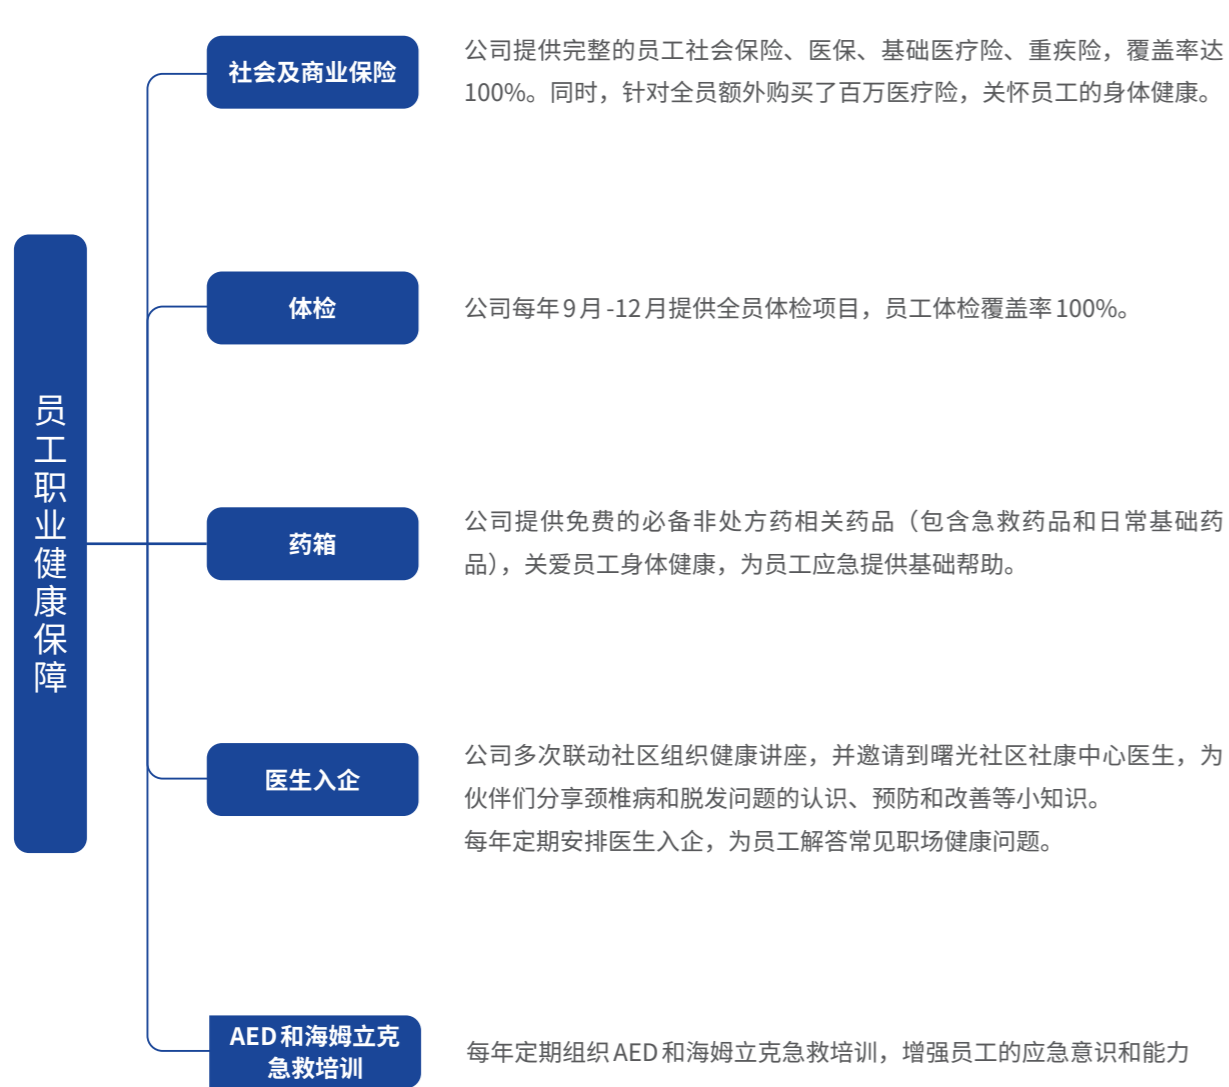 员工职业健康保障
社会及商业保险
公司提供完整的员工社会保险、医保、基础医疗险、重疾险，覆盖率达
100%。同时，针对全员额外购买了百万医疗险，关怀员工的身体健康。
体检
公司每年9月-12月提供全员体检项目，员工体检覆盖率100%。
药箱
公司提供免费的必备非处方药相关药品（包含急救药品和日常基础药
品），关爱员工身体健康，为员工应急提供基础帮助。
医生入企
公司多次联动社区组织健康讲座，并邀请到曙光社区社康中心医生，为
伙伴们分享颈椎病和脱发问题的认识、预防和改善等小知识。
每年定期安排医生入企，为员工解答常见职场健康问题。
AED和海姆立克
急救培训
每年定期组织AED和海姆立克急救培训，增强员工的应急意识和能力